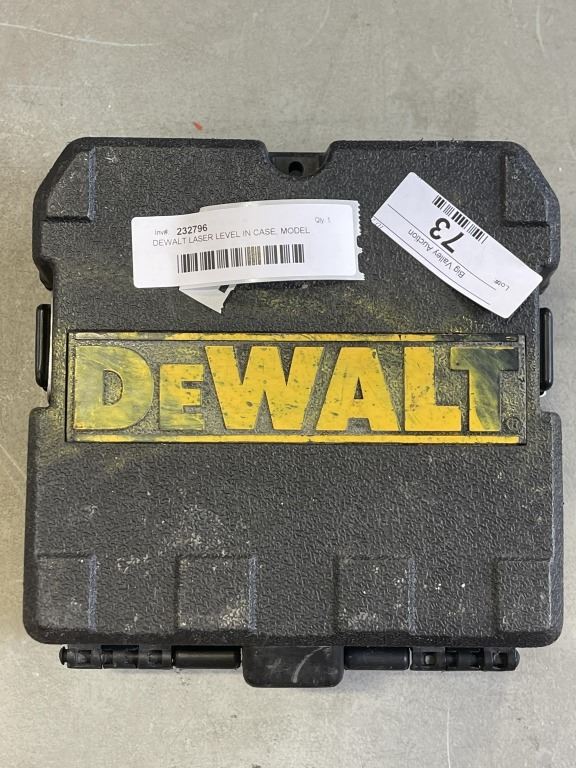 Inv# 232796 Qty. 1
DEWALT LASER LEVEL IN CASE, MODEL
Lot#:
73
Big Valley Auction
DEWALT